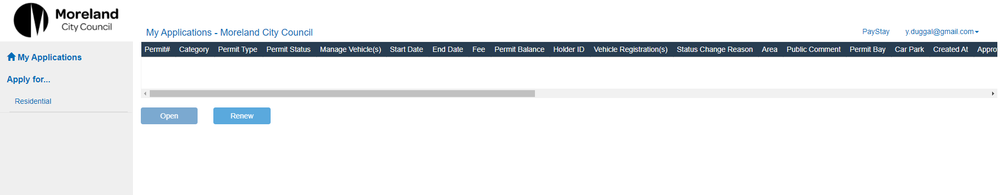 Moreland
City Council
My Applications - Moreland City Council
PayStay
y.duggal@gmail.com
My Applications
Apply for...
Residential
Permit# Category Permit Type Permit Status Manage Vehicle(s) Start Date End Date Fee Permit Balance Holder ID Vehicle Registration(s) Status Change Reason Area Public Comment Permit Bay Car Park Created At Appro
Open
Renew